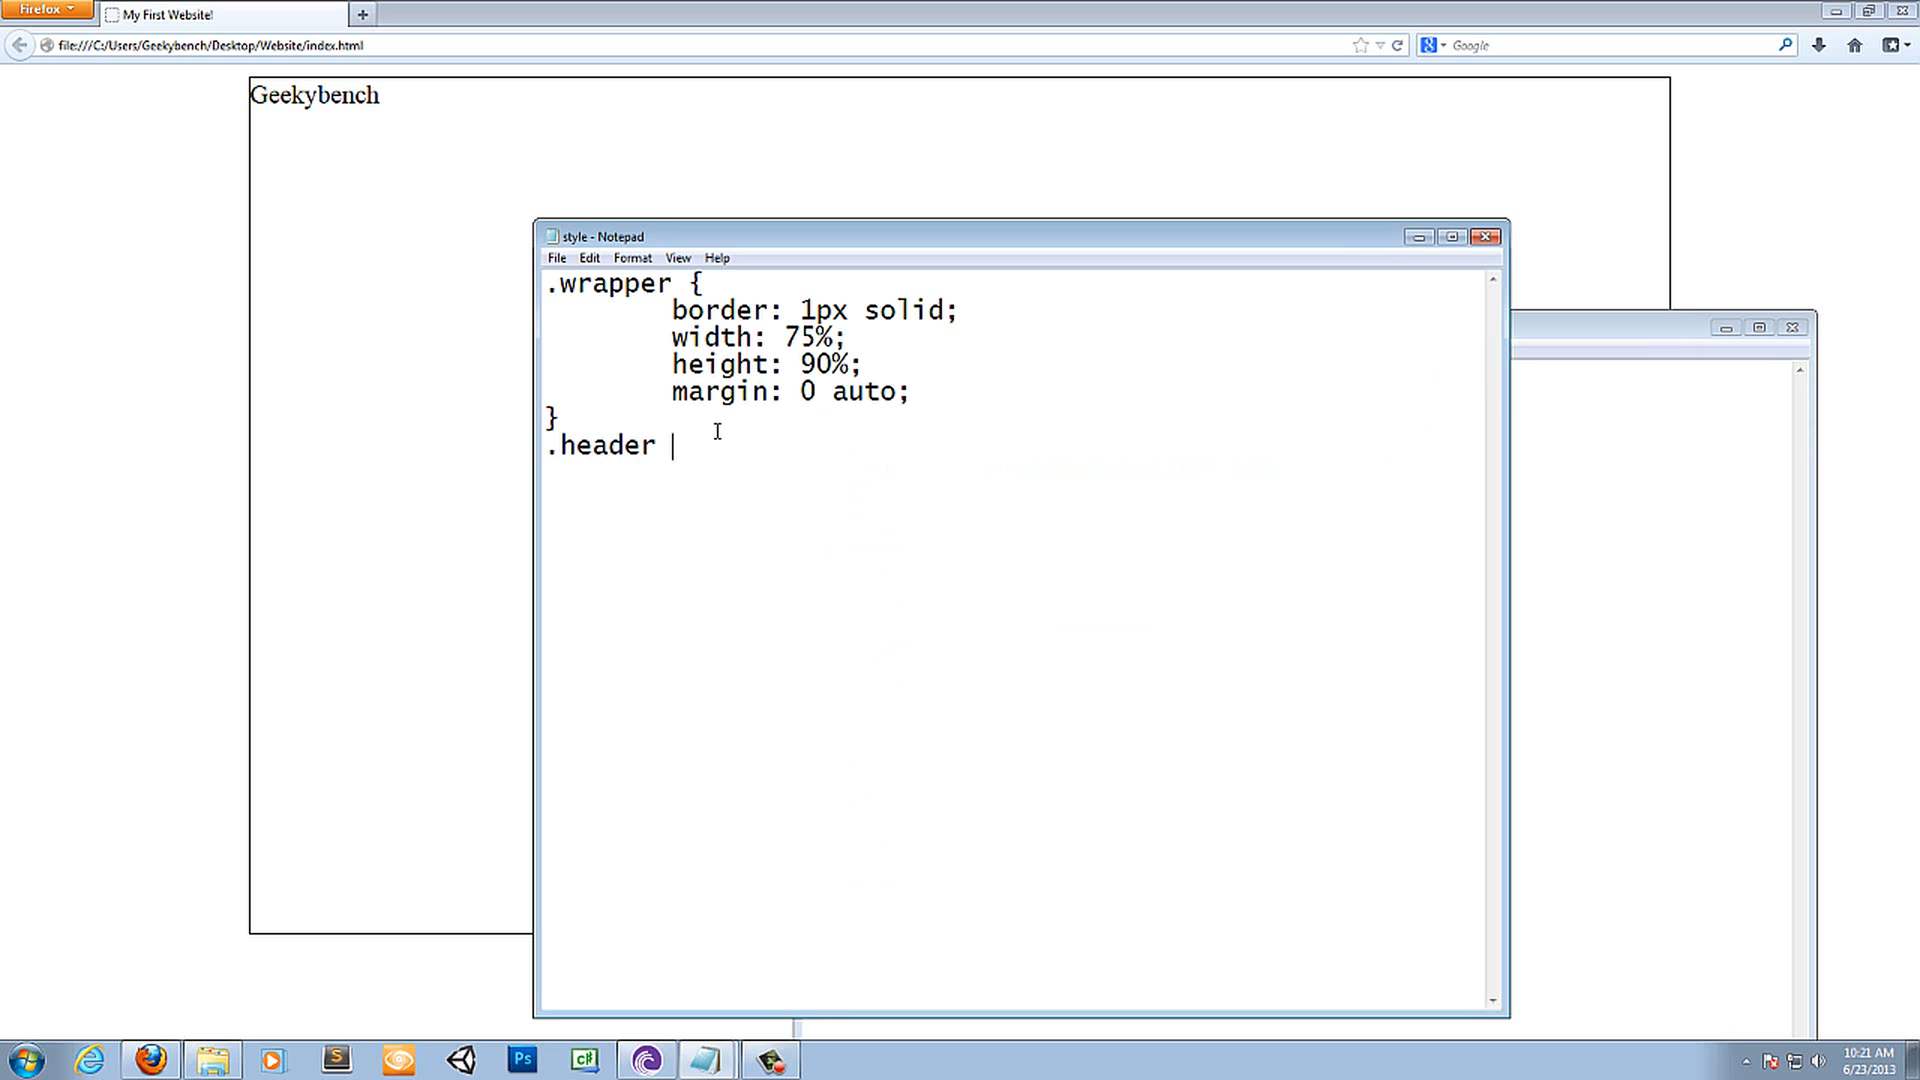 Firefox
My First Website!
file:///C:/Users/Geekybench/Desktop/Website/index.html
Google
Geekybench
style - Notepad
File Edit Format View Help
.wrapper {
border: 1px solid;
width: 75%;
height: 90%;
margin: 0 auto;
}
.header
S
Ps
C#
10:21 AM
6/23/2013